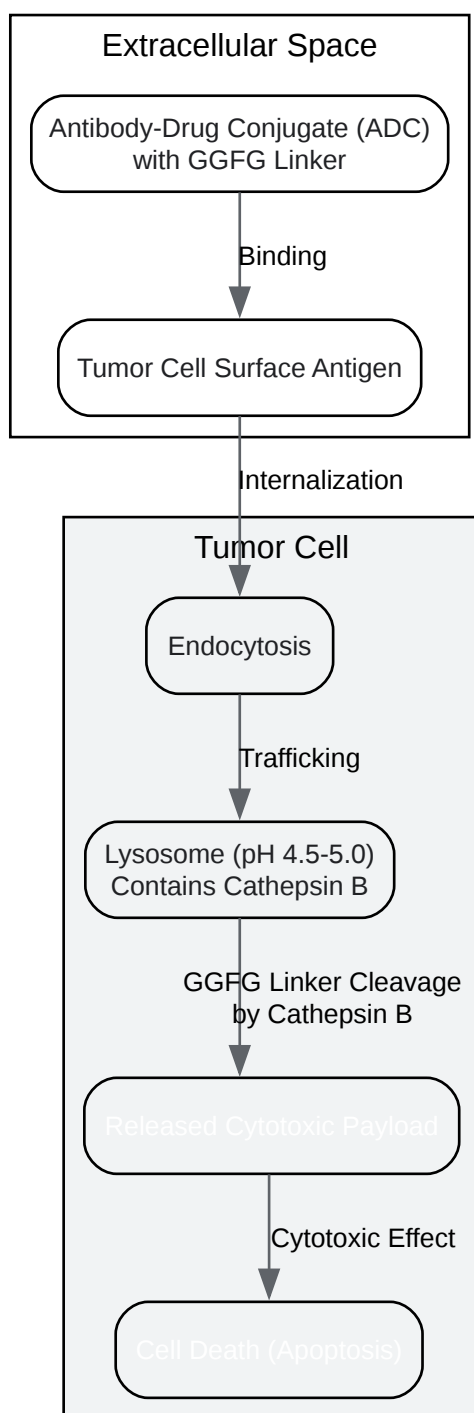 Extracellular Space
Antibody-Drug Conjugate (ADC)
with GGFG Linker
Binding
Tumor Cell Surface Antigen
Internalization
Tumor Cell
Endocytosis
Trafficking
Lysosome (pH 4.5-5.0)
Contains Cathepsin B
GGFG Linker Cleavage
by Cathepsin B
Released Cytotoxic Payload
Cytotoxic Effect
Cell Death (Apoptosis)